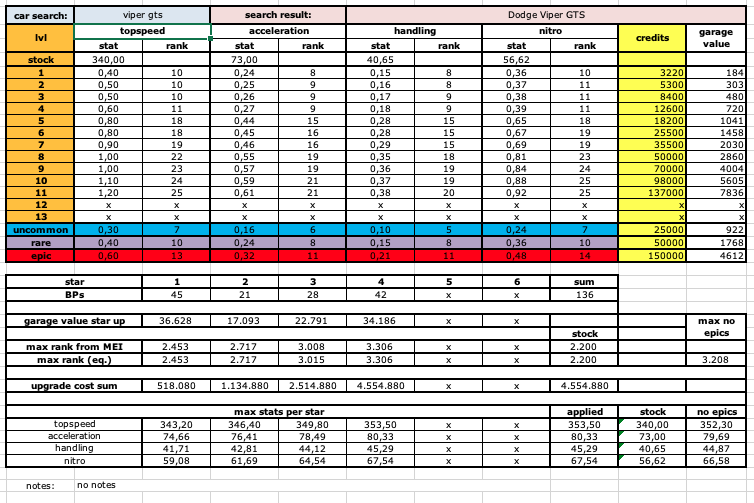 car search: viper gts search result: Dodge Viper GTS
lvl topspeed acceleration handling nitro credits garage value
stat rank stat rank stat rank stat rank
stock 340,00 73,00 40,65 56,62
1 0,40 10 0,24 8 0,15 8 0,36 10 3220 184
2 0,50 10 0,25 9 0,16 8 0,37 11 5300 303
3 0,50 10 0,26 9 0,17 9 0,38 11 8400 480
4 0,60 11 0,27 9 0,18 9 0,39 11 12600 720
5 0,80 18 0,44 15 0,28 15 0,65 18 18200 1041
6 0,80 18 0,45 16 0,28 15 0,67 19 25500 1458
7 0,90 19 0,46 16 0,29 15 0,69 19 35500 2030
8 1,00 22 0,55 19 0,35 18 0,81 23 50000 2860
9 1,00 23 0,57 19 0,36 19 0,84 24 70000 4004
10 1,10 24 0,59 21 0,37 19 0,88 25 98000 5605
11 1,20 25 0,61 21 0,38 20 0,92 25 137000 7836
12 x x x x x x x x x x
13 x x x x x x x x x x
uncommon 0,30 7 0,16 6 0,10 5 0,24 7 25000 922
rare 0,40 10 0,24 8 0,15 8 0,36 10 50000 1768
epic 0,60 13 0,32 11 0,21 11 0,48 14 150000 4612
star 1 2 3 4 5 6 sum
BPs 45 21 28 42 x x 136
garage value star up 36.628 17.093 22.791 34.186 x x max no epics
stock
max rank from MEI 2.453 2.717 3.008 3.306 x x 2.200
max rank (eq.) 2.453 2.717 3.015 3.306 x x 2.200 3.208
upgrade cost sum 518.080 1.134.880 2.514.880 4.554.880 x x 4.554.880
max stats per star applied stock no epics
topspeed 343,20 346,40 349,80 353,50 x x 353,50 340,00 352,30
acceleration 74,66 76,41 78,49 80,33 x x 80,33 73,00 79,69
handling 41,71 42,81 44,12 45,29 x x 45,29 40,65 44,87
nitro 59,08 61,69 64,54 67,54 x x 67,54 56,62 66,58
notes: no notes